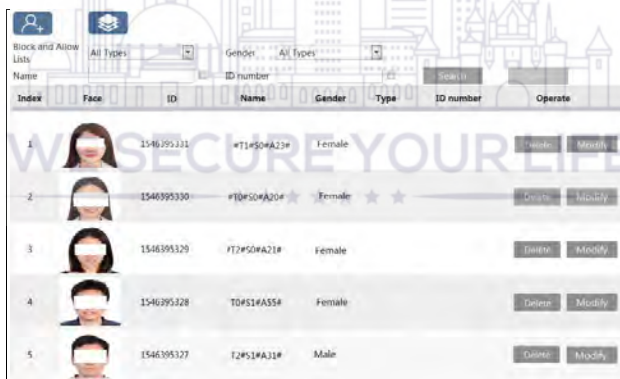 Block and Allow Lists All Types Gender All Types
Name ID number Search
Index Face ID Name Gender Type ID number Operate
WE SECURE YOUR LIFE
1 1546395331 #T1#S0#A23# Female Delete Modify
2 1546395330 #T0#S0#A20# Female Delete Modify
3 1546395329 #T2#S0#A21# Female Delete Modify
4 1546395328 T0#S1#A55# Female Delete Modify
5 1546395327 T2#S1#A31# Male Delete Modify